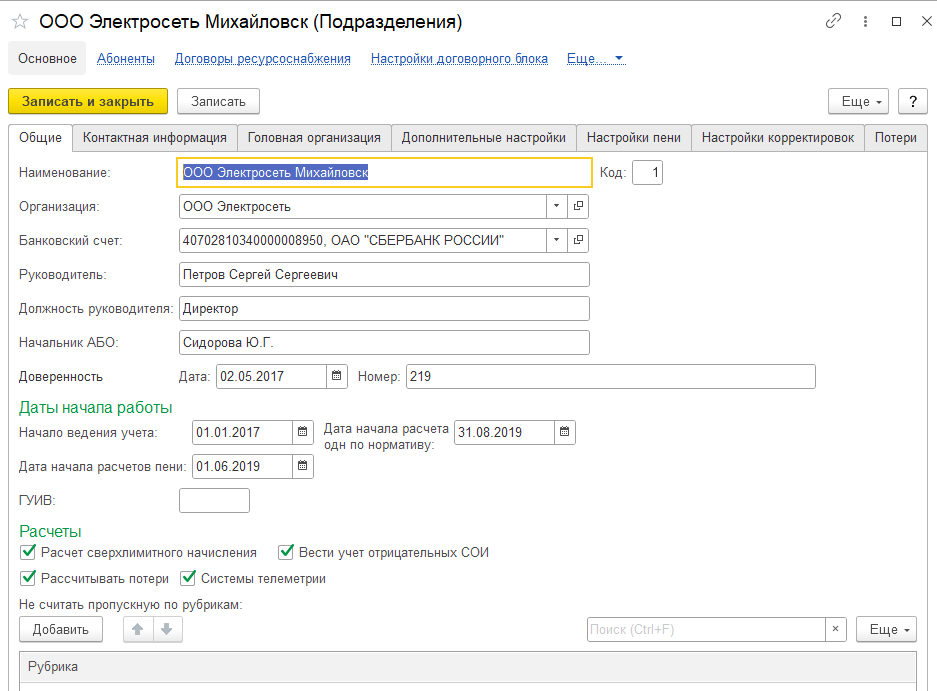 ООО Электросеть Михайловск (Подразделения)
Основное Абоненты Договоры ресурсоснабжения Настройки договорного блока Еще...
Записать и закрыть Записать Еще ?
Общие Контактная информация Головная организация Дополнительные настройки Настройки пени Настройки корректировок Потери
Наименование: ООО Электросеть Михайловск Код: 1
Организация: ООО Электросеть
Банковский счет: 40702810340000008950, ОАО "СБЕРБАНК РОССИИ"
Руководитель: Петров Сергей Сергеевич
Должность руководителя: Директор
Начальник АБО: Сидорова Ю.Г.
Доверенность Дата: 02.05.2017 Номер: 219
Даты начала работы
Начало ведения учета: 01.01.2017 Дата начала расчета одн по нормативу: 31.08.2019
Дата начала расчетов пени: 01.06.2019
ГУИВ:
Расчеты
Расчет сверхлимитного начисления Вести учет отрицательных СОИ
Рассчитывать потери Системы телеметрии
Не считать пропускную по рубрикам:
Добавить Поиск (Ctrl+F) × Еще
Рубрика